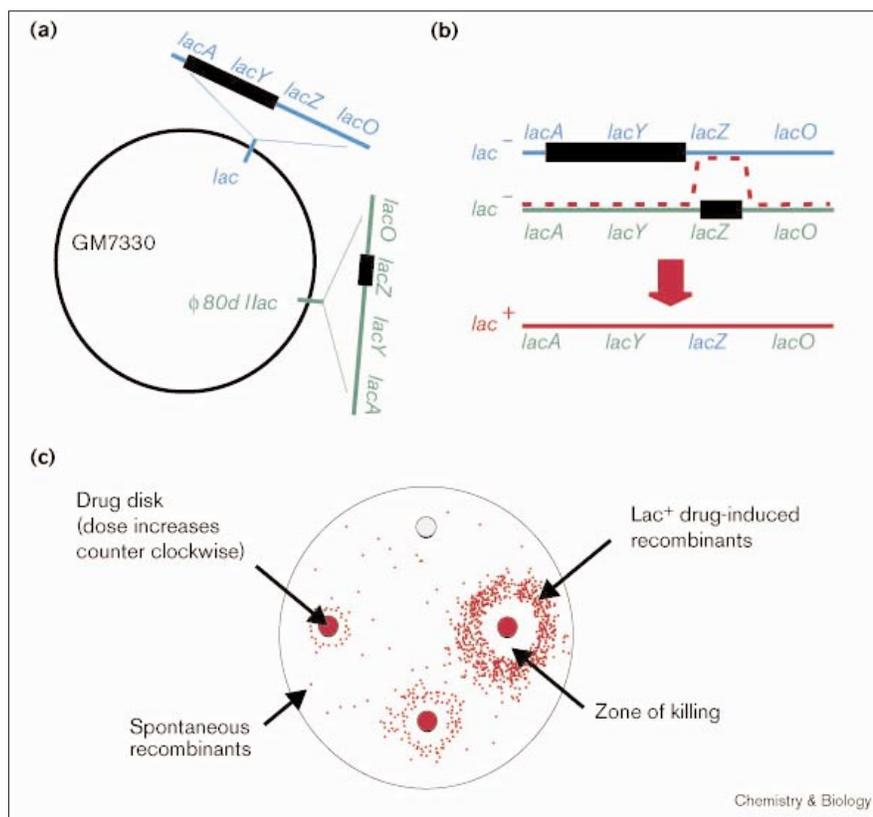 (a)
lacA
lacY
lacZ
lacO
lac
GM7330
φ80d IIlac
lacO
lacZ
lacY
lacA
(b)
lacA lacY lacZ lacO
lac⁻
lac⁻
lacA lacY lacZ lacO
lac⁺
lacA lacY lacZ lacO
(c)
Drug disk
(dose increases
counter clockwise)
Lac⁺ drug-induced
recombinants
Spontaneous
recombinants
Zone of killing
Chemistry & Biology